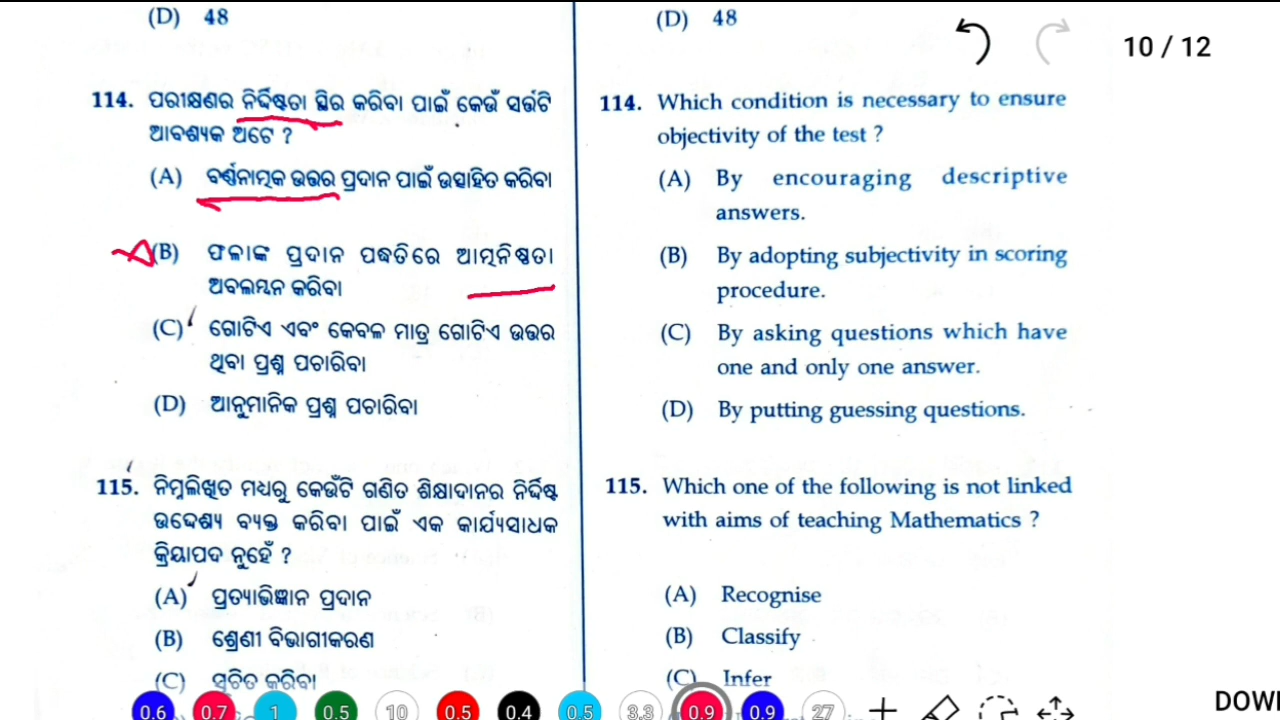 (D) 48
114. ପରୀକ୍ଷଣର ନିର୍ଦ୍ଦିଷ୍ଟତା ସ୍ଥିର କରିବା ପାଇଁ କେଉଁ ସର୍ତ୍ତଟି
ଆବଶ୍ୟକ ଅଟେ ?
(A) ବର୍ଣ୍ଣନାତ୍ମକ ଉତ୍ତର ପ୍ରଦାନ ପାଇଁ ଉତ୍ସାହିତ କରିବା
(B) ଫଳାଙ୍କ ପ୍ରଦାନ ପଦ୍ଧତିରେ ଆତ୍ମନିଷ୍ଠତା
ଅବଲମ୍ବନ କରିବା
(C) ଗୋଟିଏ ଏବଂ କେବଳ ମାତ୍ର ଗୋଟିଏ ଉତ୍ତର
ଥିବା ପ୍ରଶ୍ନ ପଚାରିବା
(D) ଆନୁମାନିକ ପ୍ରଶ୍ନ ପଚାରିବା
115. ନିମ୍ନଲିଖିତ ମଧ୍ୟରୁ କେଉଁଟି ଗଣିତ ଶିକ୍ଷାଦାନର ନିର୍ଦ୍ଦିଷ୍ଟ
ଉଦ୍ଦେଶ୍ୟ ବ୍ୟକ୍ତ କରିବା ପାଇଁ ଏକ କାର୍ଯ୍ୟସାଧକ
କ୍ରିୟାପଦ ନୁହେଁ ?
(A) ପ୍ରତ୍ୟାଭିଜ୍ଞାନ ପ୍ରଦାନ
(B) ଶ୍ରେଣୀ ବିଭାଗୀକରଣ
(C) ସୂଚିତ କରିବା
(D) 48
114. Which condition is necessary to ensure
objectivity of the test ?
(A) By encouraging descriptive
answers.
(B) By adopting subjectivity in scoring
procedure.
(C) By asking questions which have
one and only one answer.
(D) By putting guessing questions.
115. Which one of the following is not linked
with aims of teaching Mathematics ?
(A) Recognise
(B) Classify
(C) Infer
10 / 12
DOW
0.6 0.7 1 0.5 10 0.5 0.4 0.5 3.3 0.9 0.9 27